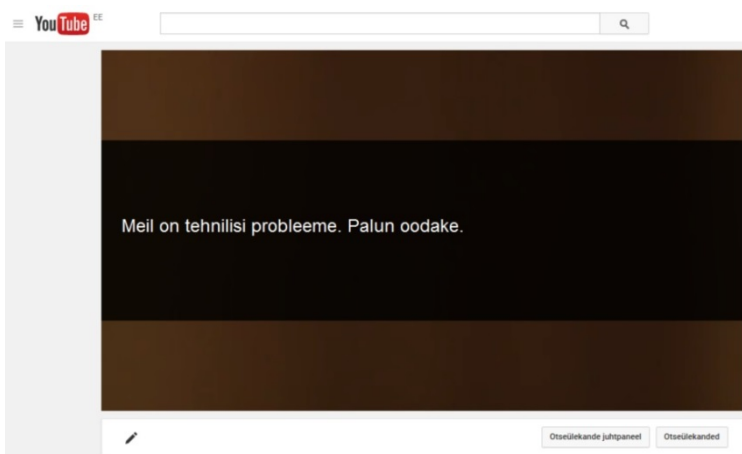 YouTube EE
Meil on tehnilisi probleeme. Palun oodake.
Otseülekande juhtpaneel Otseülekanded